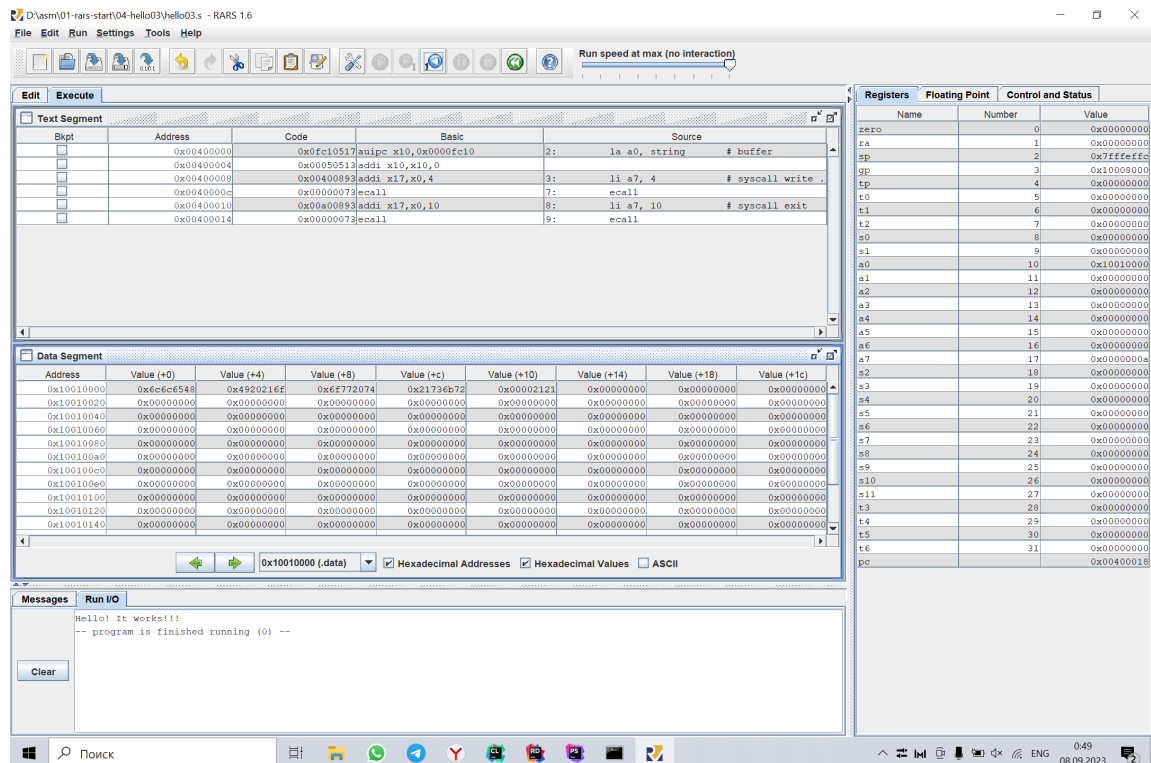 D:\asm\01-rars-start\04-hello03\hello03.s - RARS 1.6
File Edit Run Settings Tools Help
Run speed at max (no interaction)
Edit Execute
Text Segment
Bkpt Address Code Basic Source
0x00400000 0x0fc10517 auipc x10,0x0000fc10 2: la a0, string # buffer
0x00400004 0x00050513 addi x10,x10,0
0x00400008 0x00400893 addi x17,x0,4 3: li a7, 4 # syscall write .
0x0040000c 0x00000073 ecall 7: ecall
0x00400010 0x00a00893 addi x17,x0,10 8: li a7, 10 # syscall exit
0x00400014 0x00000073 ecall 9: ecall
Data Segment
Address Value (+0) Value (+4) Value (+8) Value (+c) Value (+10) Value (+14) Value (+18) Value (+1c)
0x10010000 0x6c6c6548 0x4920216f 0x6f772074 0x21736b72 0x00002121 0x00000000 0x00000000 0x00000000
0x10010020 0x00000000 0x00000000 0x00000000 0x00000000 0x00000000 0x00000000 0x00000000 0x00000000
0x10010040 0x00000000 0x00000000 0x00000000 0x00000000 0x00000000 0x00000000 0x00000000 0x00000000
0x10010060 0x00000000 0x00000000 0x00000000 0x00000000 0x00000000 0x00000000 0x00000000 0x00000000
0x10010080 0x00000000 0x00000000 0x00000000 0x00000000 0x00000000 0x00000000 0x00000000 0x00000000
0x100100a0 0x00000000 0x00000000 0x00000000 0x00000000 0x00000000 0x00000000 0x00000000 0x00000000
0x100100c0 0x00000000 0x00000000 0x00000000 0x00000000 0x00000000 0x00000000 0x00000000 0x00000000
0x100100e0 0x00000000 0x00000000 0x00000000 0x00000000 0x00000000 0x00000000 0x00000000 0x00000000
0x10010100 0x00000000 0x00000000 0x00000000 0x00000000 0x00000000 0x00000000 0x00000000 0x00000000
0x10010120 0x00000000 0x00000000 0x00000000 0x00000000 0x00000000 0x00000000 0x00000000 0x00000000
0x10010140 0x00000000 0x00000000 0x00000000 0x00000000 0x00000000 0x00000000 0x00000000 0x00000000
0x10010000 (.data) Hexadecimal Addresses Hexadecimal Values ASCII
Messages Run I/O
Hello! It works!!!
-- program is finished running (0) --
Clear
Registers Floating Point Control and Status
Name Number Value
zero 0 0x00000000
ra 1 0x00000000
sp 2 0x7fffeffc
gp 3 0x10008000
tp 4 0x00000000
t0 5 0x00000000
t1 6 0x00000000
t2 7 0x00000000
s0 8 0x00000000
s1 9 0x00000000
a0 10 0x10010000
a1 11 0x00000000
a2 12 0x00000000
a3 13 0x00000000
a4 14 0x00000000
a5 15 0x00000000
a6 16 0x00000000
a7 17 0x0000000a
s2 18 0x00000000
s3 19 0x00000000
s4 20 0x00000000
s5 21 0x00000000
s6 22 0x00000000
s7 23 0x00000000
s8 24 0x00000000
s9 25 0x00000000
s10 26 0x00000000
s11 27 0x00000000
t3 28 0x00000000
t4 29 0x00000000
t5 30 0x00000000
t6 31 0x00000000
pc 0x00400018
Поиск
ENG
0:49
08.09.2023
2